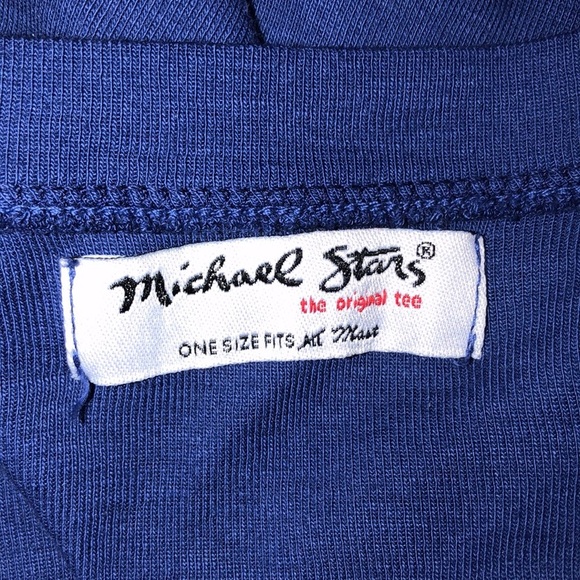 Michael Stars®
the original tee
ONE SIZE FITS All Most